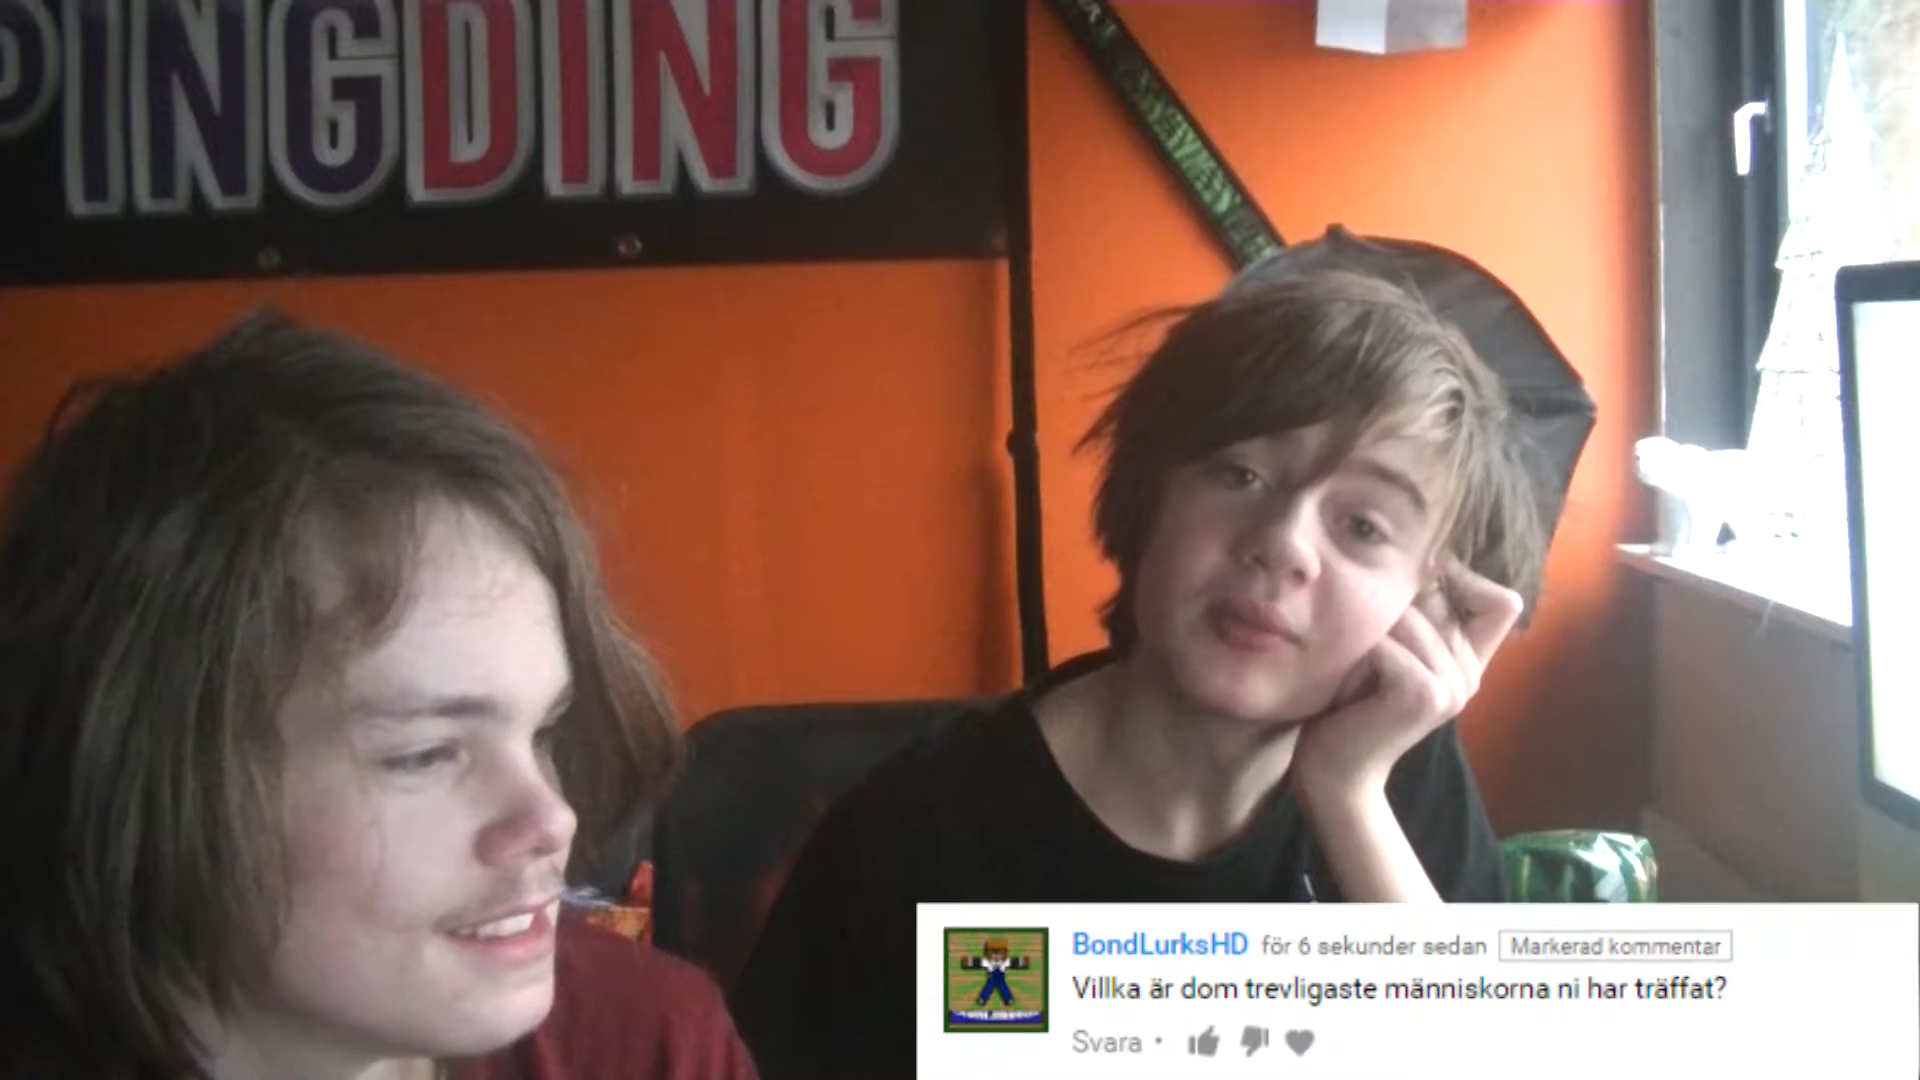 PINGDING
BondLurksHD för 6 sekunder sedan Markerad kommentar
Villka är dom trevligaste människorna ni har träffat?
Svara •